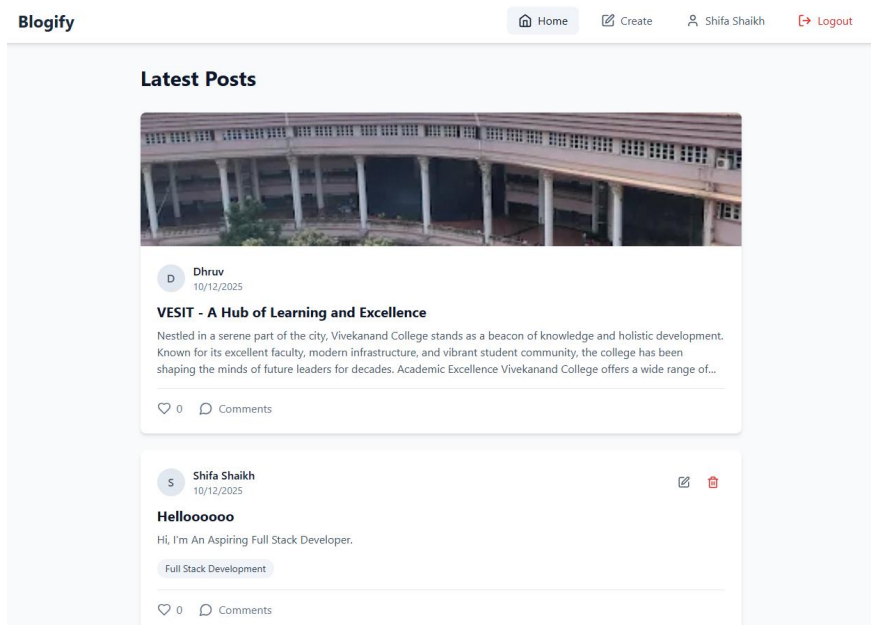 Blogify
Home
Create
Shifa Shaikh
Logout
Latest Posts
D
Dhruv
10/12/2025
VESIT - A Hub of Learning and Excellence
Nestled in a serene part of the city, Vivekanand College stands as a beacon of knowledge and holistic development.
Known for its excellent faculty, modern infrastructure, and vibrant student community, the college has been
shaping the minds of future leaders for decades. Academic Excellence Vivekanand College offers a wide range of...
0
Comments
S
Shifa Shaikh
10/12/2025
Helloooooo
Hi, I'm An Aspiring Full Stack Developer.
Full Stack Development
0
Comments